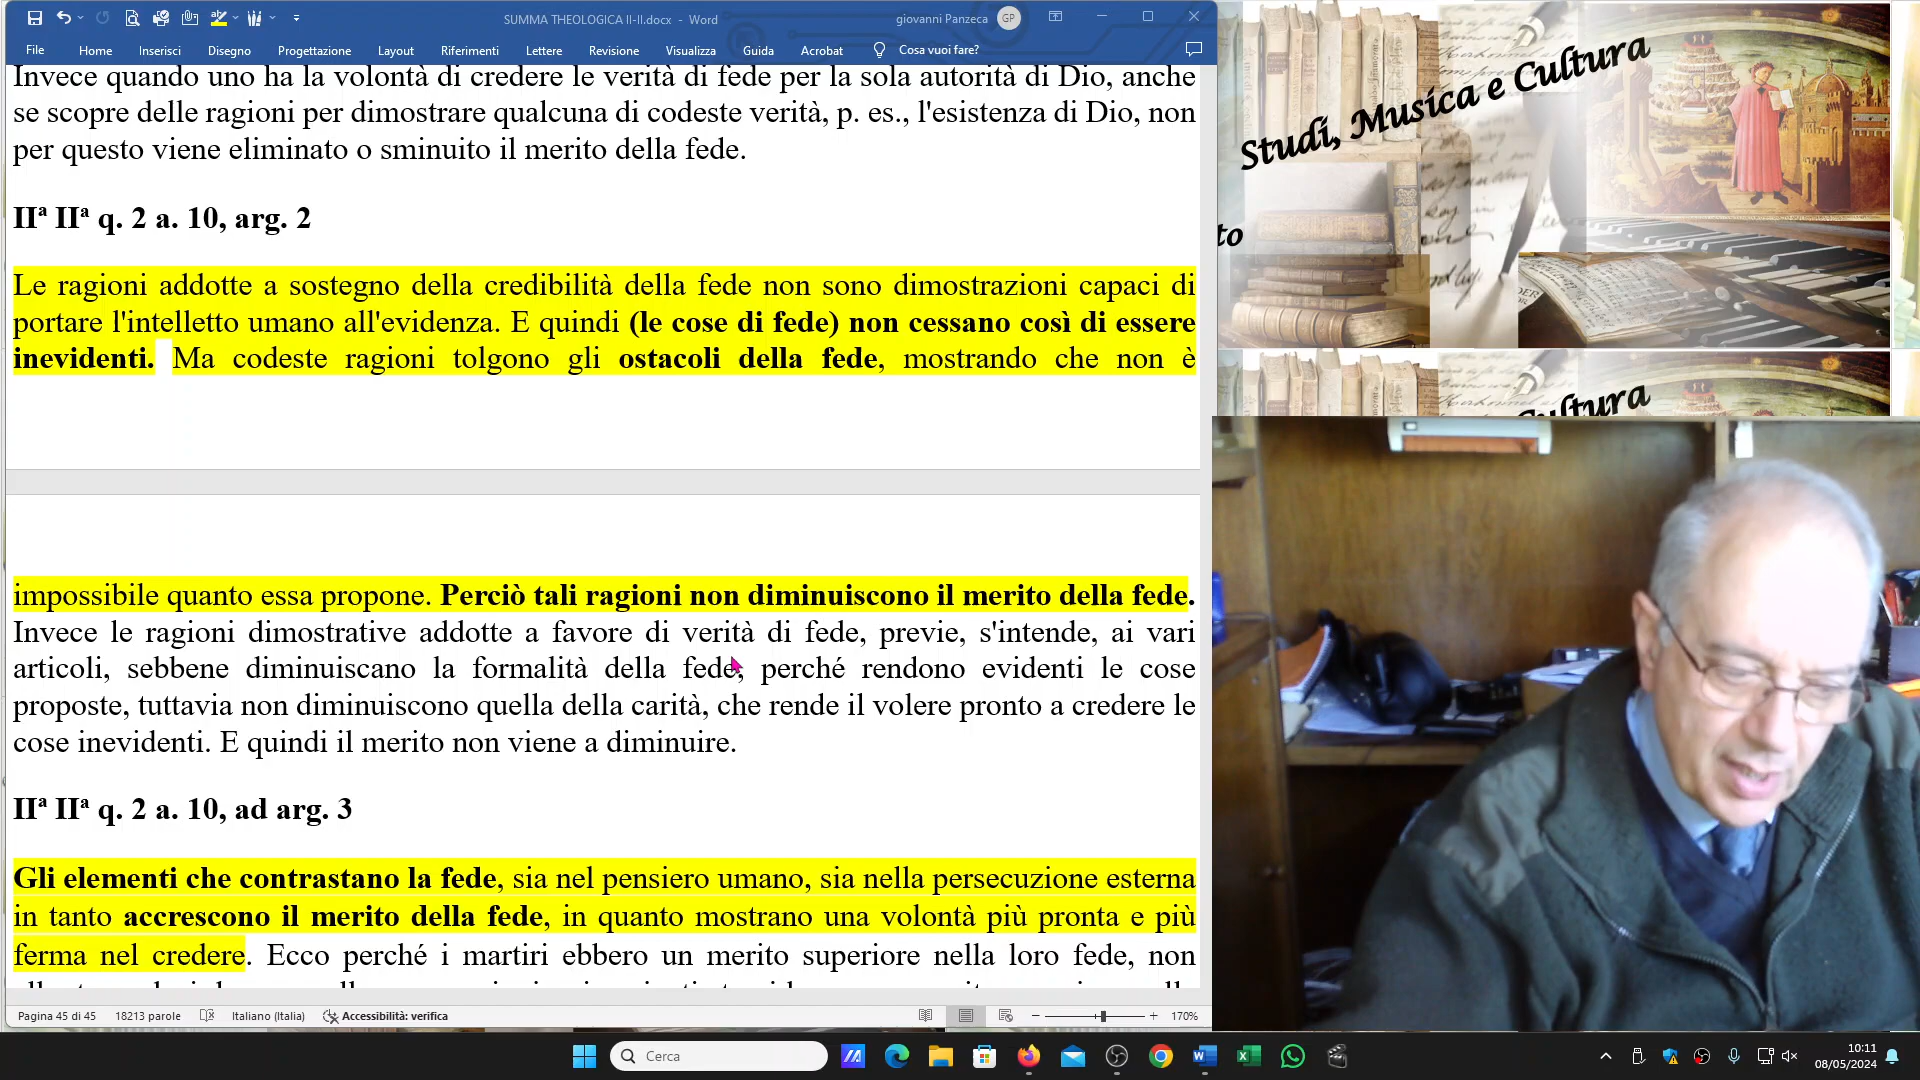 SUMMA THEOLOGICA II-II.docx - Word
giovanni Panzeca
GP
File Home Inserisci Disegno Progettazione Layout Riferimenti Lettere Revisione Visualizza Guida Acrobat Cosa vuoi fare?
Invece quando uno ha la volontà di credere le verità di fede per la sola autorità di Dio, anche
se scopre delle ragioni per dimostrare qualcuna di codeste verità, p. es., l'esistenza di Dio, non
per questo viene eliminato o sminuito il merito della fede.
IIª IIª q. 2 a. 10, arg. 2
Le ragioni addotte a sostegno della credibilità della fede non sono dimostrazioni capaci di
portare l'intelletto umano all'evidenza. E quindi (le cose di fede) non cessano così di essere
inevidenti. Ma codeste ragioni tolgono gli ostacoli della fede, mostrando che non è
impossibile quanto essa propone. Perciò tali ragioni non diminuiscono il merito della fede.
Invece le ragioni dimostrative addotte a favore di verità di fede, previe, s'intende, ai vari
articoli, sebbene diminuiscano la formalità della fede, perché rendono evidenti le cose
proposte, tuttavia non diminuiscono quella della carità, che rende il volere pronto a credere le
cose inevidenti. E quindi il merito non viene a diminuire.
IIª IIª q. 2 a. 10, ad arg. 3
Gli elementi che contrastano la fede, sia nel pensiero umano, sia nella persecuzione esterna
in tanto accrescono il merito della fede, in quanto mostrano una volontà più pronta e più
ferma nel credere. Ecco perché i martiri ebbero un merito superiore nella loro fede, non
Pagina 45 di 45 18213 parole Italiano (Italia) Accessibilità: verifica 170%
Studi, Musica e Cultura
to
Cultura
Cerca
10:11
08/05/2024